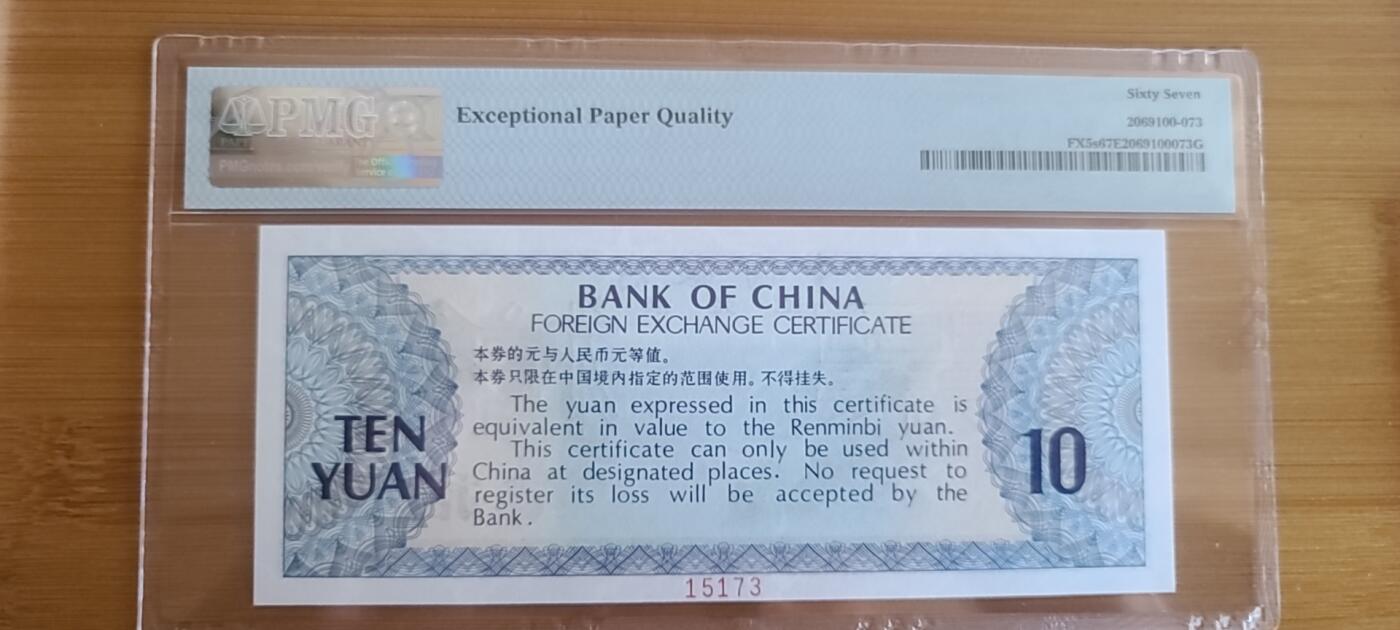 PMG
Exceptional Paper Quality
Sixty Seven
2069100-073
FX5s67E2069100073G
BANK OF CHINA
FOREIGN EXCHANGE CERTIFICATE
本券的元与人民币元等值。
本券只限在中国境内指定的范围使用。不得挂失。
The yuan expressed in this certificate is
equivalent in value to the Renminbi yuan.
This certificate can only be used within
China at designated places. No request to
register its loss will be accepted by the
Bank.
TEN
YUAN
10
15173